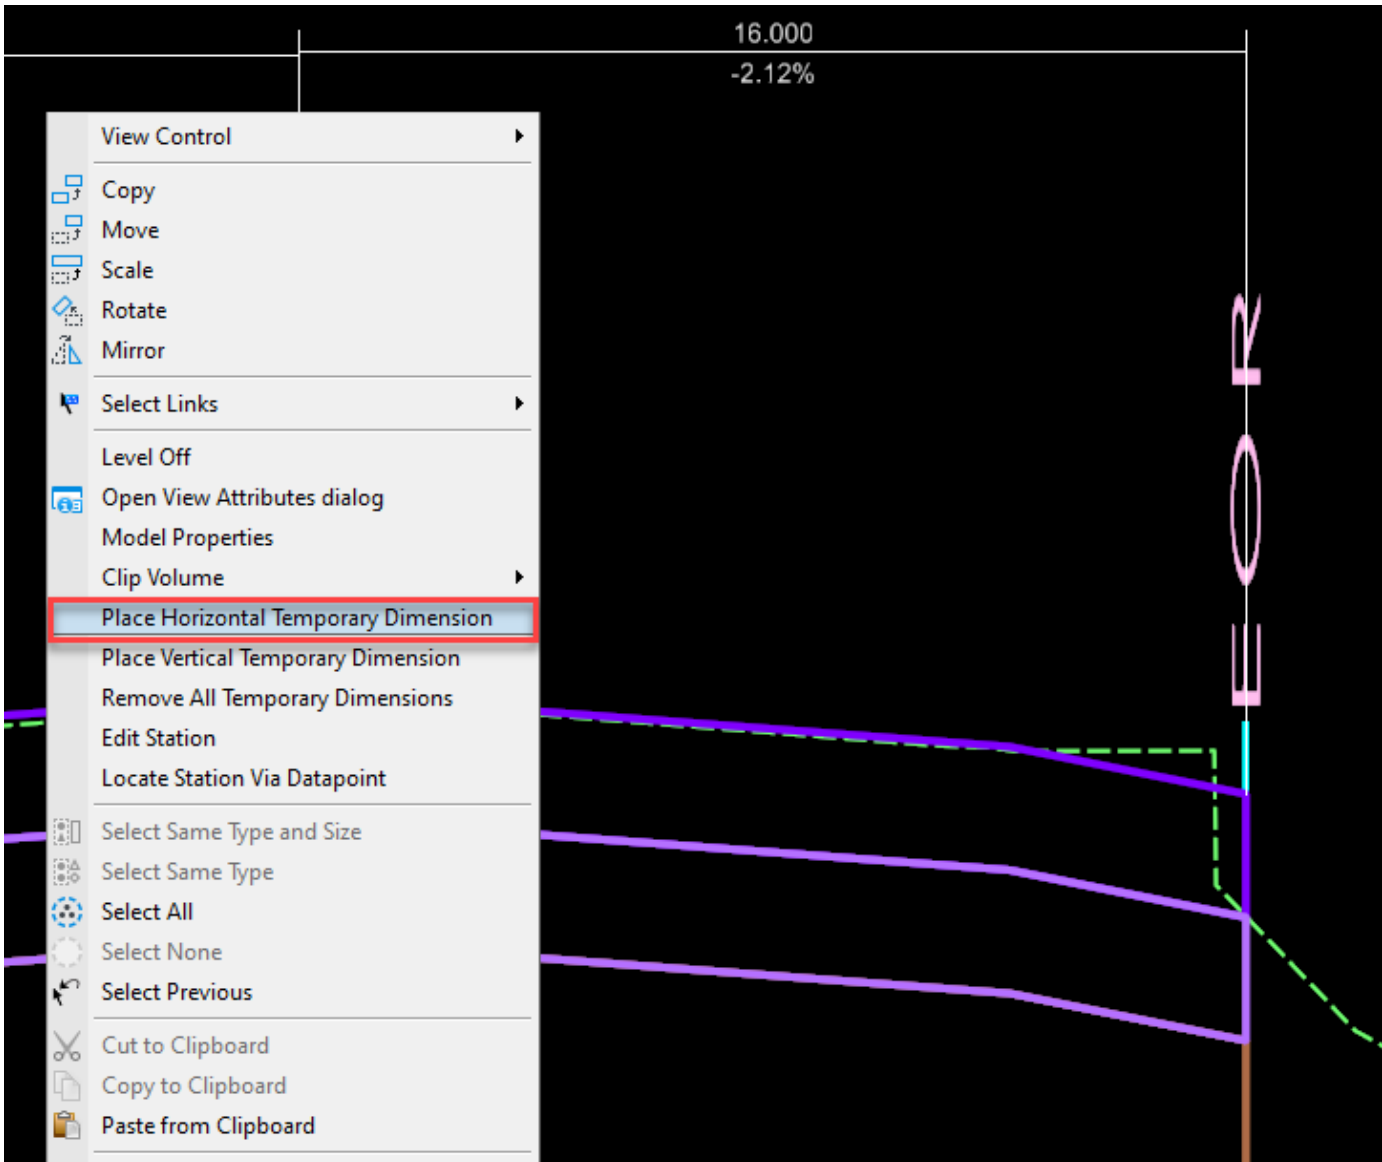 16.000
-2.12%
View Control
Copy
Move
Scale
Rotate
Mirror
Select Links
Level Off
Open View Attributes dialog
Model Properties
Clip Volume
Place Horizontal Temporary Dimension
Place Vertical Temporary Dimension
Remove All Temporary Dimensions
Edit Station
Locate Station Via Datapoint
Select Same Type and Size
Select Same Type
Select All
Select None
Select Previous
Cut to Clipboard
Copy to Clipboard
Paste from Clipboard
EOR